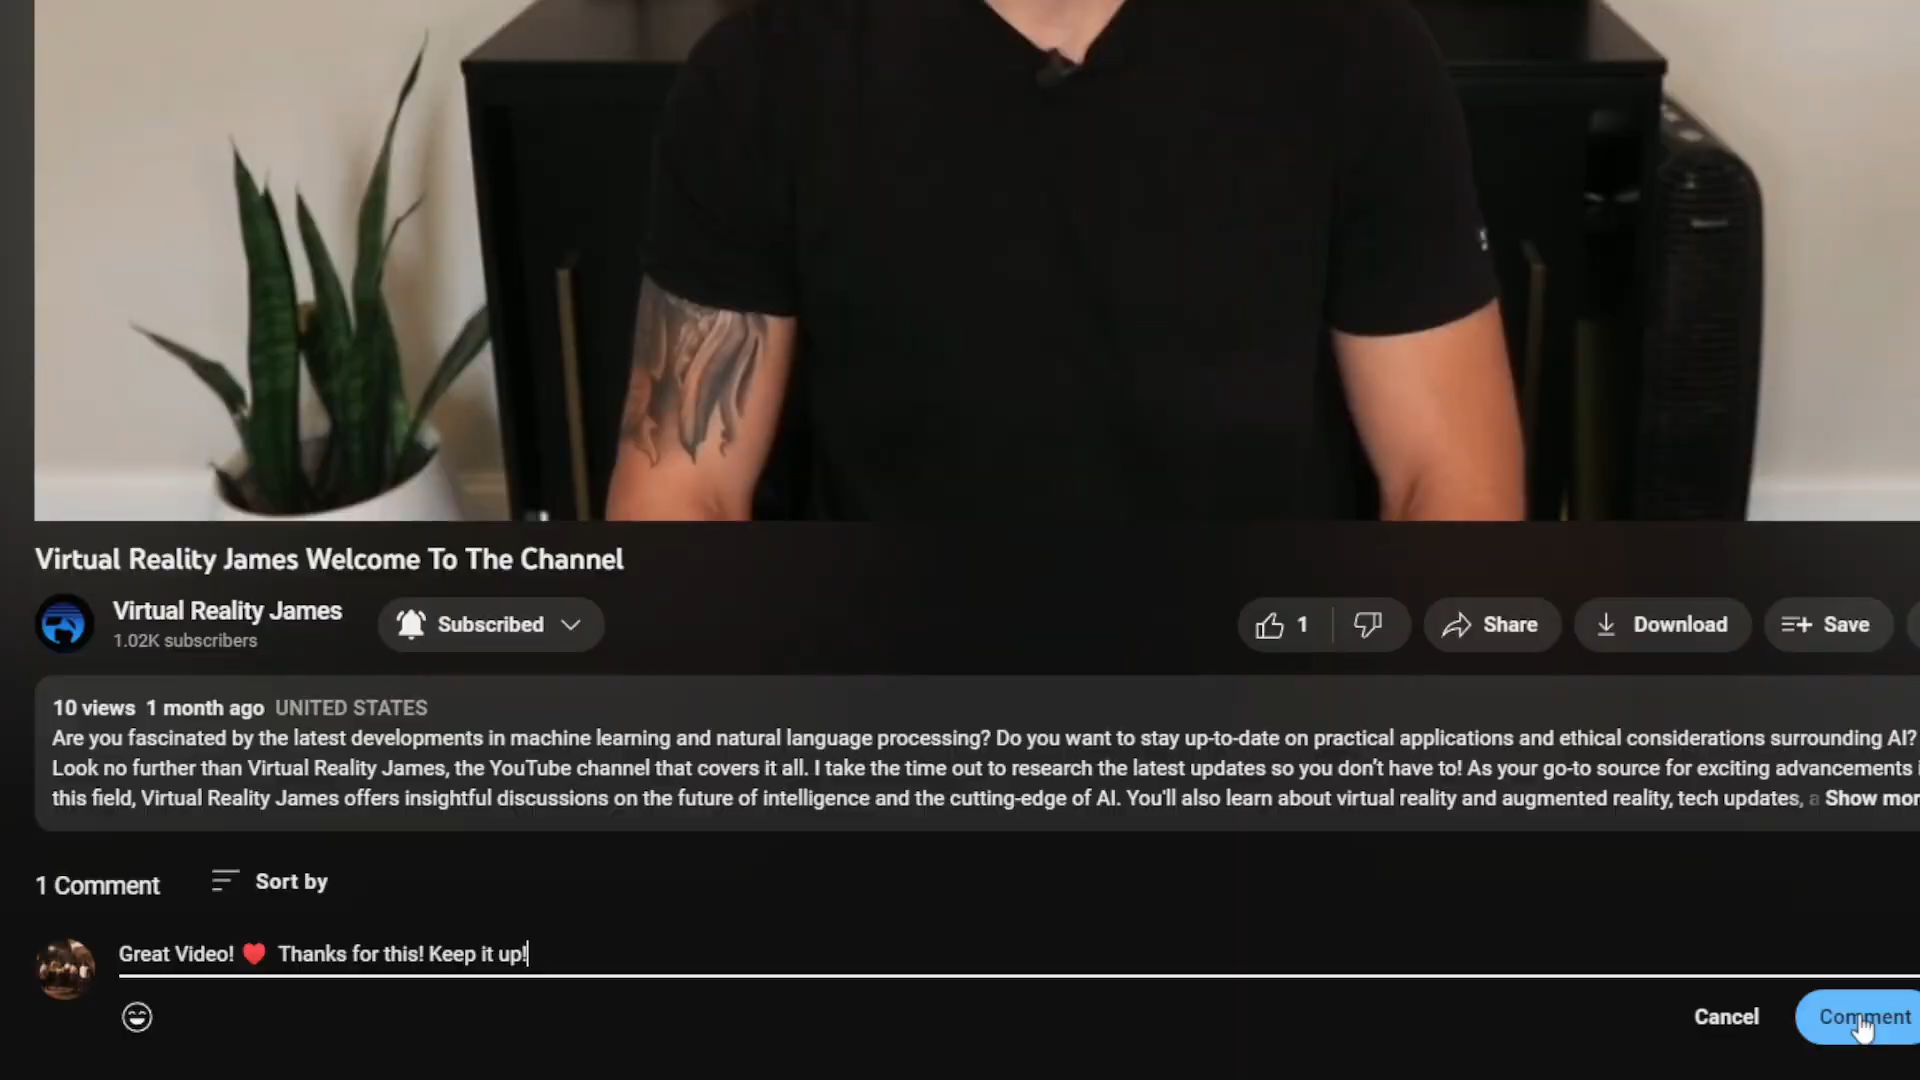 Virtual Reality James Welcome To The Channel
Virtual Reality James
1.02K subscribers
Subscribed
1
Share
Download
Save
10 views 1 month ago UNITED STATES
Are you fascinated by the latest developments in machine learning and natural language processing? Do you want to stay up-to-date on practical applications and ethical considerations surrounding AI?
Look no further than Virtual Reality James, the YouTube channel that covers it all. I take the time out to research the latest updates so you don't have to! As your go-to source for exciting advancements i
this field, Virtual Reality James offers insightful discussions on the future of intelligence and the cutting-edge of AI. You'll also learn about virtual reality and augmented reality, tech updates, a Show mor
1 Comment
Sort by
Great Video! ♥ Thanks for this! Keep it up!
Cancel
Comment